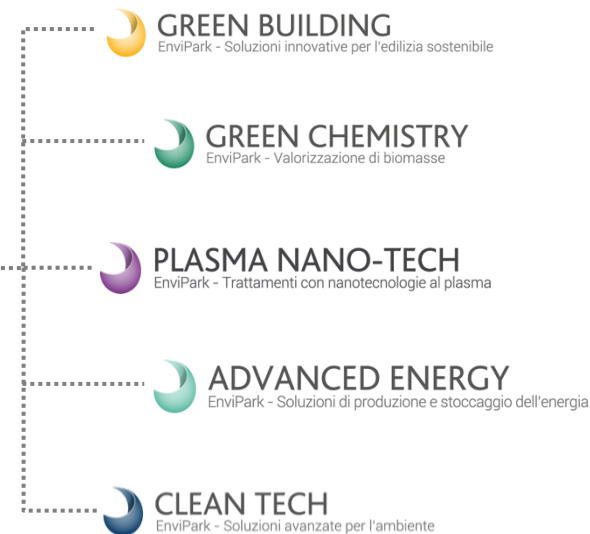 GREEN BUILDING
EnviPark - Soluzioni innovative per l'edilizia sostenibile
GREEN CHEMISTRY
EnviPark - Valorizzazione di biomasse
PLASMA NANO-TECH
EnviPark - Trattamenti con nanotecnologie al plasma
ADVANCED ENERGY
EnviPark - Soluzioni di produzione e stoccaggio dell'energia
CLEAN TECH
EnviPark - Soluzioni avanzate per l'ambiente